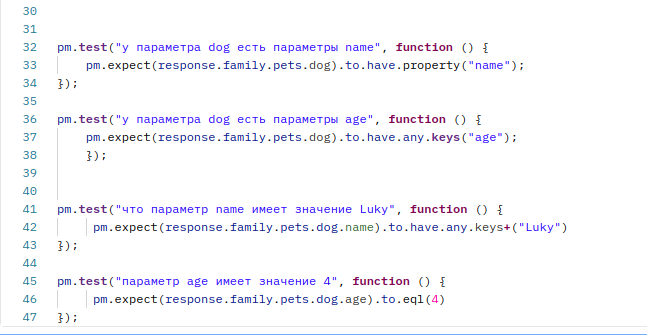 30
31
32 pm.test("у параметра dog есть параметры name", function () {
33     pm.expect(response.family.pets.dog).to.have.property("name");
34 });
35
36 pm.test("у параметра dog есть параметры age", function () {
37     pm.expect(response.family.pets.dog).to.have.any.keys("age");
38     });
39
40
41 pm.test("что параметр name имеет значение Luky", function () {
42      pm.expect(response.family.pets.dog.name).to.have.any.keys+("Luky")
43 });
44
45 pm.test("параметр age имеет значение 4", function () {
46      pm.expect(response.family.pets.dog.age).to.eql(4)
47 });